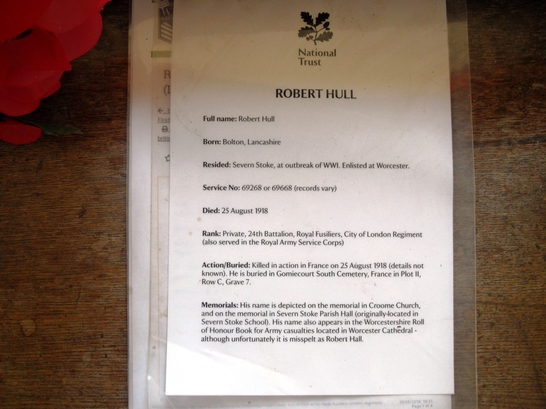 National
Trust
ROBERT HULL
Full name: Robert Hull
Born: Bolton, Lancashire
Resided: Severn Stoke, at outbreak of WWI. Enlisted at Worcester.
Service No: 69268 or 69668 (records vary)
Died: 25 August 1918
Rank: Private, 24th Battalion, Royal Fusiliers, City of London Regiment
(also served in the Royal Army Service Corps)
Action/Buried: Killed in action in France on 25 August 1918 (details not
known). He is buried in Gomiecourt South Cemetery, France in Plot II,
Row C, Grave 7.
Memorials: His name is depicted on the memorial in Croome Church,
and on the memorial in Severn Stoke Parish Hall (originally located in
Severn Stoke School). His name also appears in the Worcestershire Roll
of Honour Book for Army casualties located in Worcester Cathedral -
although unfortunately it is misspelt as Robert Hall.